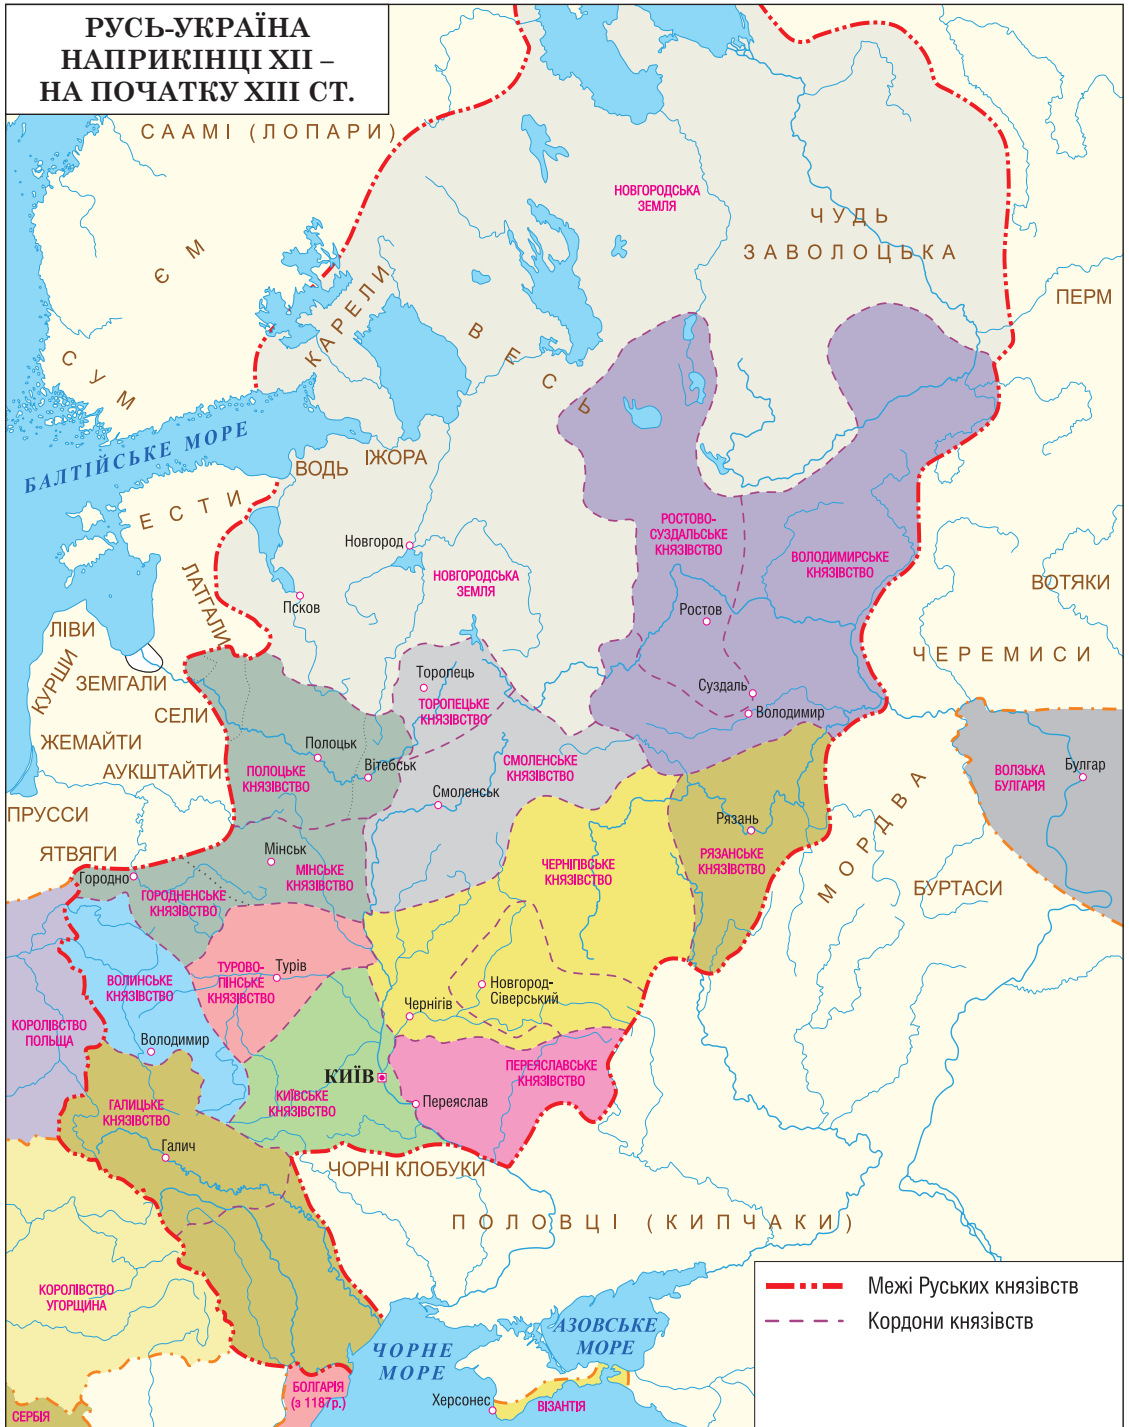 РУСЬ-УКРАЇНА
НАПРИКІНЦІ XII –
НА ПОЧАТКУ XIII СТ.
СААМІ (ЛОПАРИ)
НОВГОРОДСЬКА
ЗЕМЛЯ
ЧУДЬ
ЗАВОЛОЦЬКА
ЄМ
ПЕРМ
КАРЕЛИ
ВЕСЬ
СУМ
БАЛТІЙСЬКЕ МОРЕ
ВОДЬ
ІЖОРА
ЕСТИ
Новгород
РОСТОВО-
СУЗДАЛЬСЬКЕ
КНЯЗІВСТВО
ВОЛОДИМИРСЬКЕ
КНЯЗІВСТВО
НОВГОРОДСЬКА
ЗЕМЛЯ
ЛАТГАЛИ
Псков
ВОТЯКИ
Ростов
ЛІВИ
КУРШИ
ЗЕМГАЛИ
ЧЕРЕМИСИ
Торопець
ТОРОПЕЦЬКЕ
КНЯЗІВСТВО
Суздаль
Володимир
СЕЛИ
ЖЕМАЙТИ
АУКШТАЙТИ
Полоцьк
ПОЛОЦЬКЕ
КНЯЗІВСТВО
Вітебськ
СМОЛЕНСЬКЕ
КНЯЗІВСТВО
ВОЛЗЬКА
БУЛГАРІЯ
Булгар
Смоленськ
ПРУССИ
Рязань
МОРДВА
ЯТВЯГИ
Мінськ
МІНСЬКЕ
КНЯЗІВСТВО
ЧЕРНІГІВСЬКЕ
КНЯЗІВСТВО
РЯЗАНСЬКЕ
КНЯЗІВСТВО
Городно
ГОРОДНЕНСЬКЕ
КНЯЗІВСТВО
БУРТАСИ
ВОЛИНСЬКЕ
КНЯЗІВСТВО
ТУРОВО-
ПІНСЬКЕ
КНЯЗІВСТВО
Турів
Новгород-
Сіверський
Чернігів
КОРОЛІВСТВО
ПОЛЬЩА
Володимир
КИЇВ
ПЕРЕЯСЛАВСЬКЕ
КНЯЗІВСТВО
КИЇВСЬКЕ
КНЯЗІВСТВО
Переяслав
ГАЛИЦЬКЕ
КНЯЗІВСТВО
Галич
ЧОРНІ КЛОБУКИ
ПОЛОВЦІ (КИПЧАКИ)
КОРОЛІВСТВО
УГОРЩИНА
Межі Руських князівств
Кордони князівств
АЗОВСЬКЕ
МОРЕ
ЧОРНЕ
МОРЕ
БОЛГАРІЯ
(з 1187р.)
Херсонес
ВІЗАНТІЯ
СЕРБІЯ